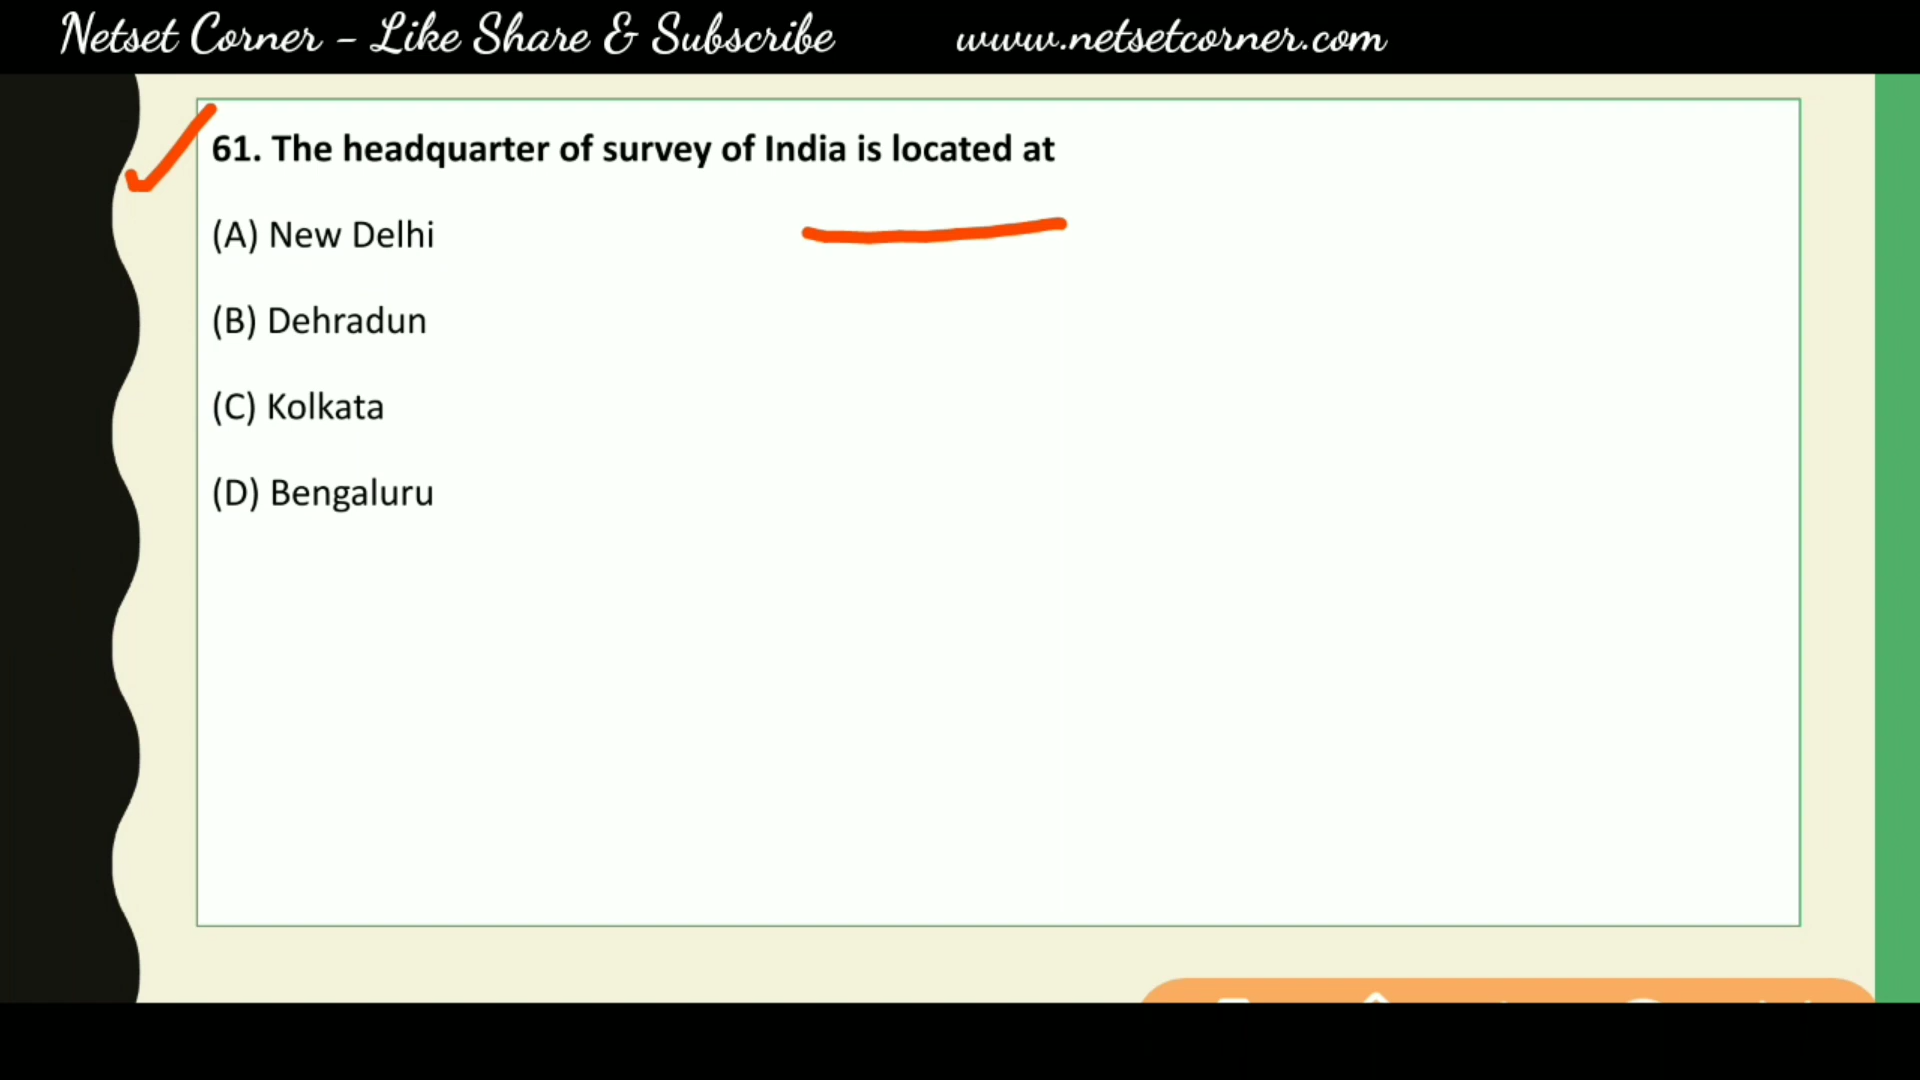 Netset Corner - Like Share & Subscribe www.netsetcorner.com
61. The headquarter of survey of India is located at
(A) New Delhi
(B) Dehradun
(C) Kolkata
(D) Bengaluru